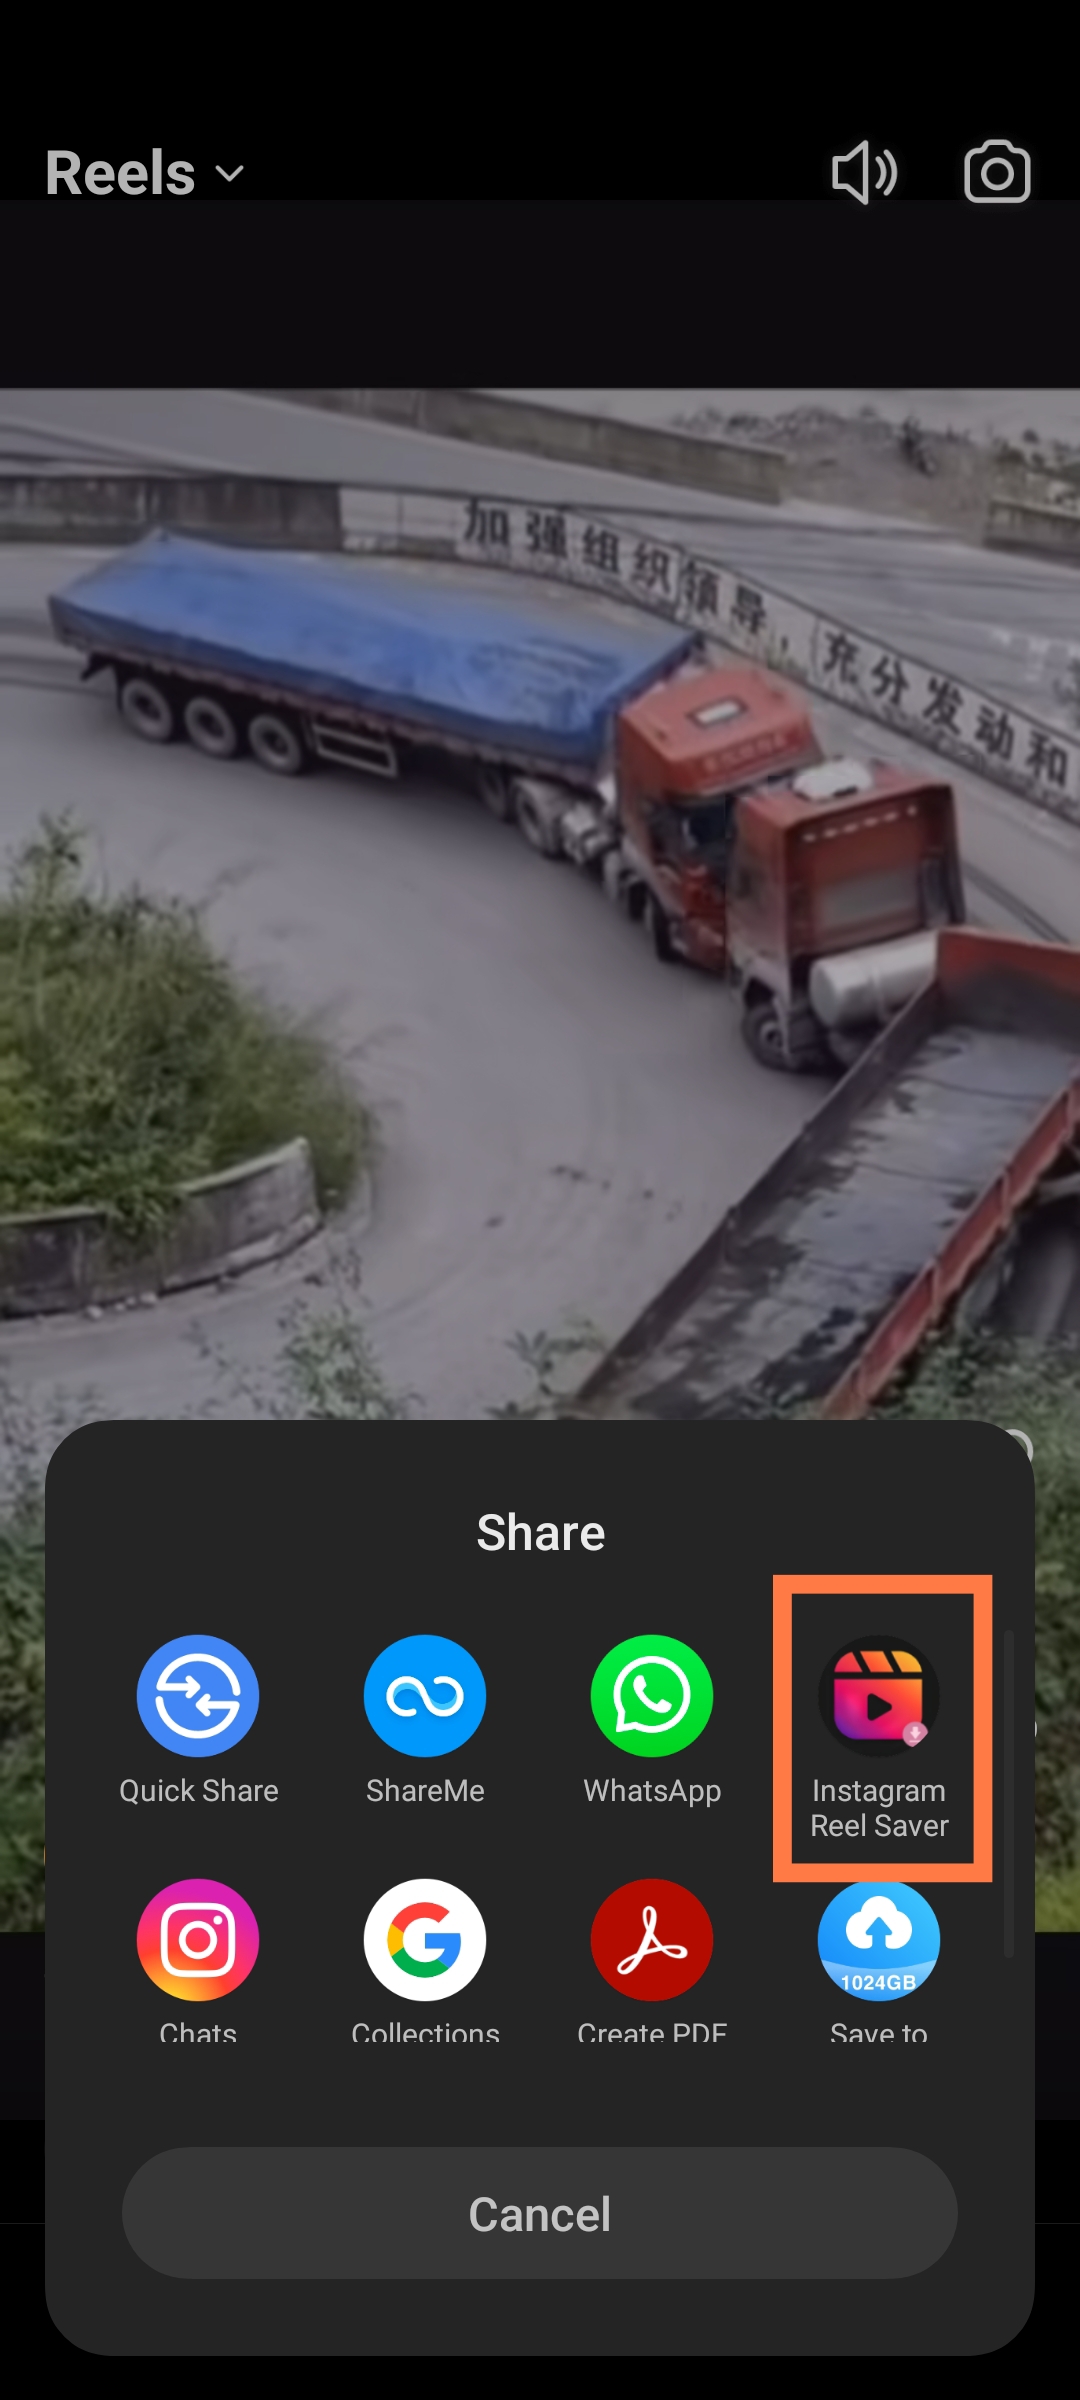 Reels
加强组织领导，充分发动和
Share
Quick Share
ShareMe
WhatsApp
Instagram
Reel Saver
1024GB
Chats
Collections
Create PDF
Save to
Cancel